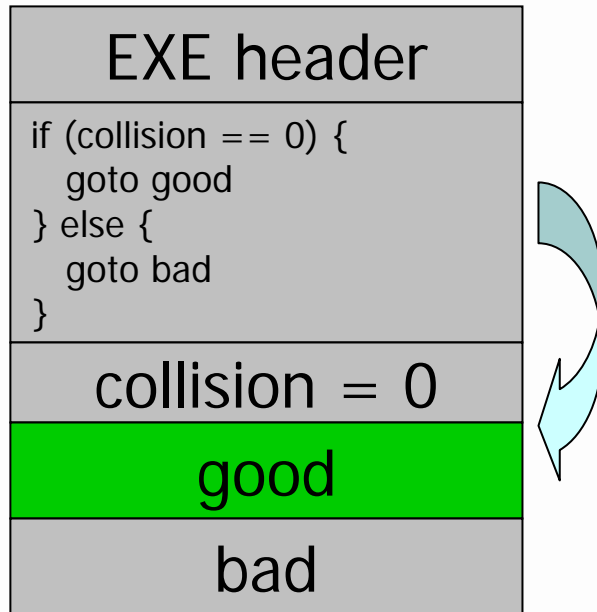 EXE header
if (collision == 0) {
goto good
} else {
goto bad
}
collision = 0
good
bad